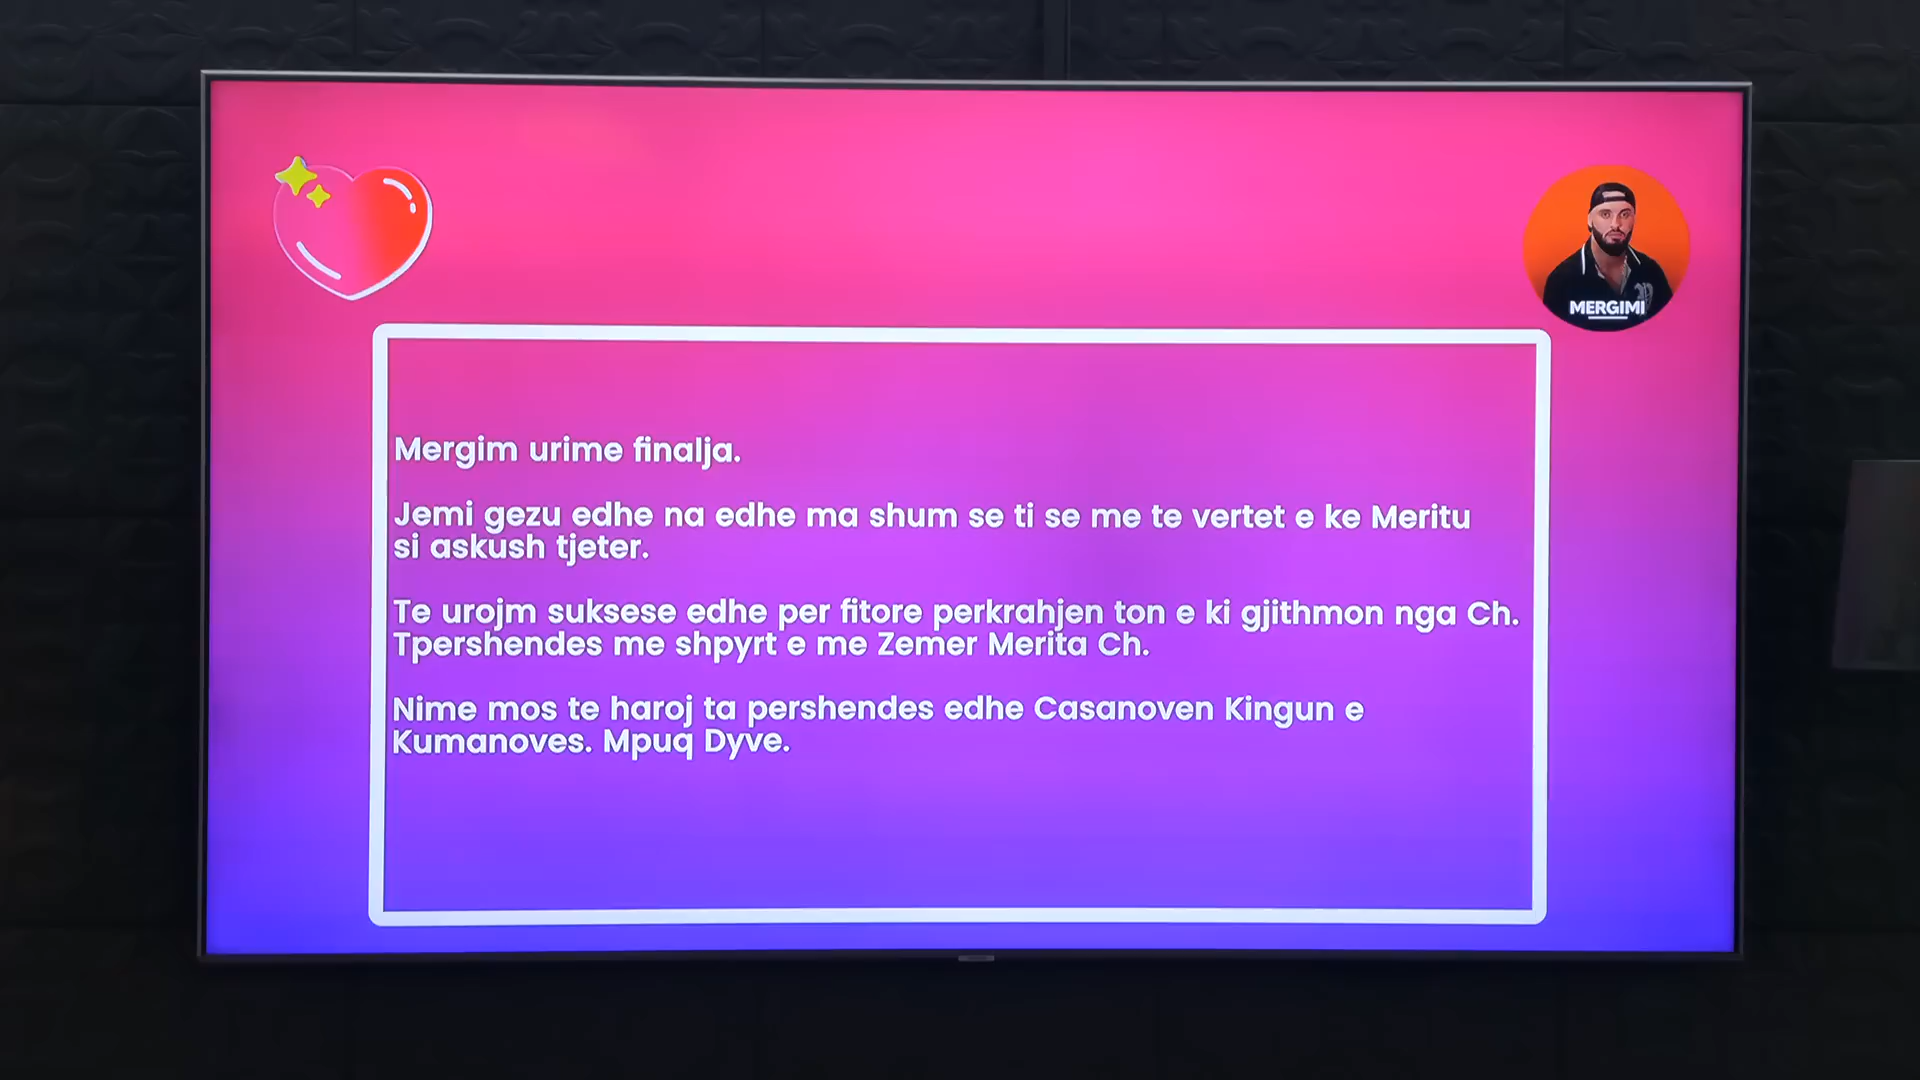 MERGIMI
Mergim urime finalja.
Jemi gezu edhe na edhe ma shum se ti se me te vertet e ke Meritu
si askush tjeter.
Te urojm suksese edhe per fitore perkrahjen ton e ki gjithmon nga Ch.
Tpershendes me shpyrt e me Zemer Merita Ch.
Nime mos te haroj ta pershendes edhe Casanoven Kingun e
Kumanoves. Mpuq Dyve.